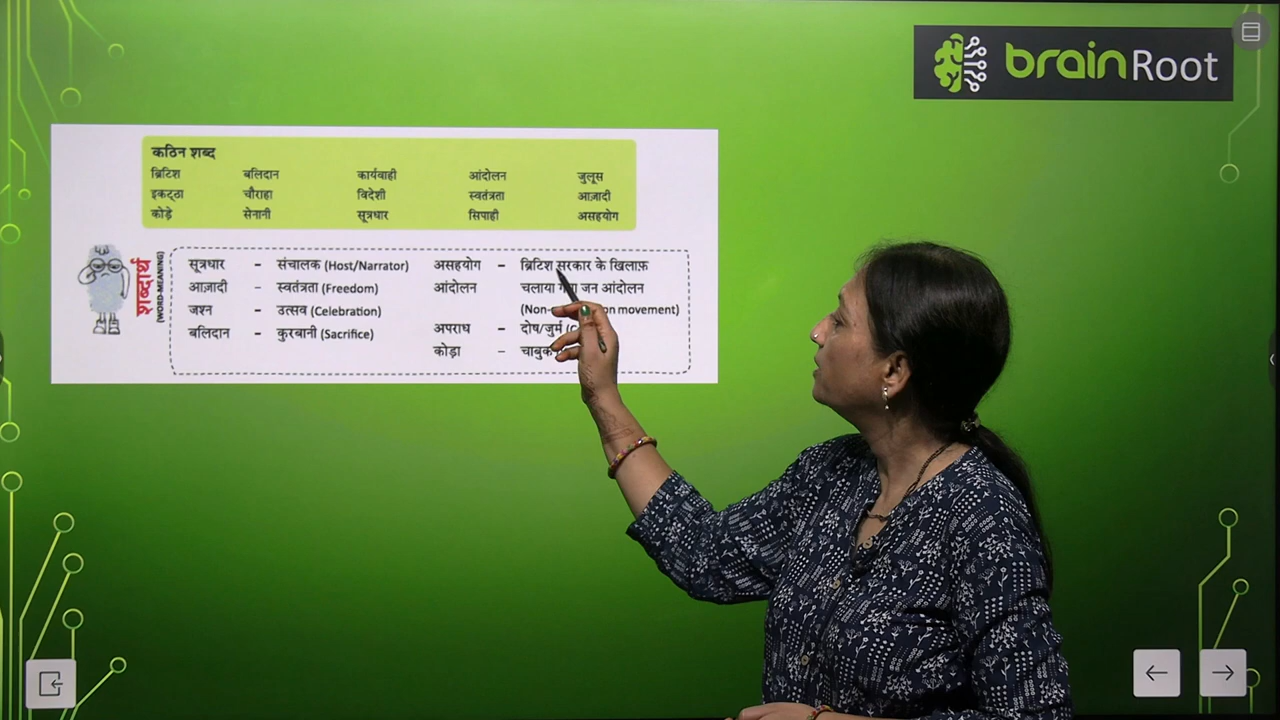 brainRoot
कठिन शब्द
ब्रिटिश बलिदान कार्यवाही आंदोलन जुलूस
इकट्ठा चौराहा विदेशी स्वतंत्रता आज़ादी
कोड़े सेनानी सूत्रधार सिपाही असहयोग
शब्दार्थ
(WORD-MEANING)
सूत्रधार – संचालक (Host/Narrator)
आज़ादी – स्वतंत्रता (Freedom)
जश्न – उत्सव (Celebration)
बलिदान – कुरबानी (Sacrifice)
असहयोग – ब्रिटिश सरकार के खिलाफ़
आंदोलन चलाया जन आंदोलन
movement)
अपराध – दोष/जुर्म
कोड़ा – चाबुक